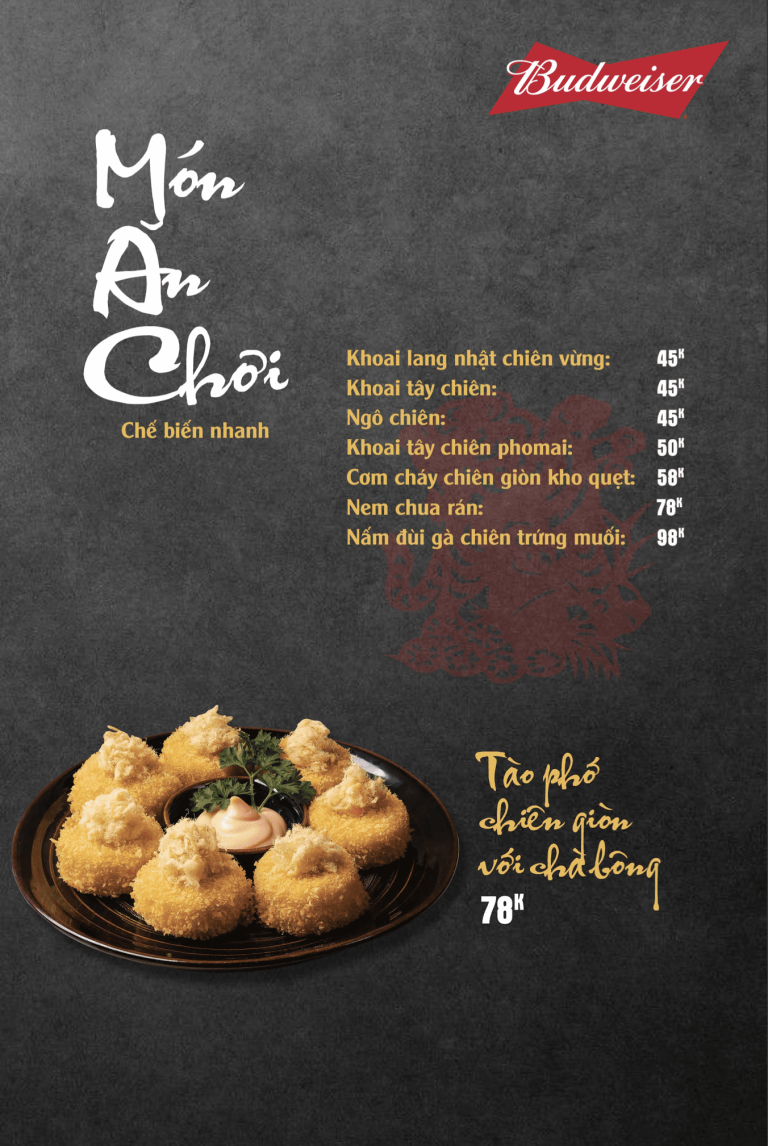 Budweiser
Món
Ăn
Chơi
Chế biến nhanh
Khoai lang nhật chiên vừng: 45K
Khoai tây chiên: 45K
Ngô chiên: 45K
Khoai tây chiên phomai: 50K
Cơm cháy chiên giòn kho quẹt: 58K
Nem chua rán: 78K
Nấm đùi gà chiên trứng muối: 98K
Tào phớ
chiên giòn
với chà bông
78K